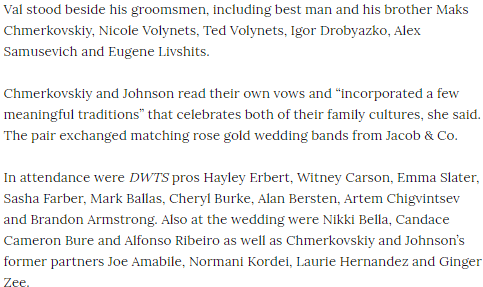 Val stood beside his groomsmen, including best man and his brother Maks
Chmerkovskiy, Nicole Volynets, Ted Volynets, Igor Drobyazko, Alex
Samusevich and Eugene Livshits.
Chmerkovskiy and Johnson read their own vows and “incorporated a few
meaningful traditions” that celebrates both of their family cultures, she said.
The pair exchanged matching rose gold wedding bands from Jacob & Co.
In attendance were DWTS pros Hayley Erbert, Witney Carson, Emma Slater,
Sasha Farber, Mark Ballas, Cheryl Burke, Alan Bersten, Artem Chigvintsev
and Brandon Armstrong. Also at the wedding were Nikki Bella, Candace
Cameron Bure and Alfonso Ribeiro as well as Chmerkovskiy and Johnson’s
former partners Joe Amabile, Normani Kordei, Laurie Hernandez and Ginger
Zee.